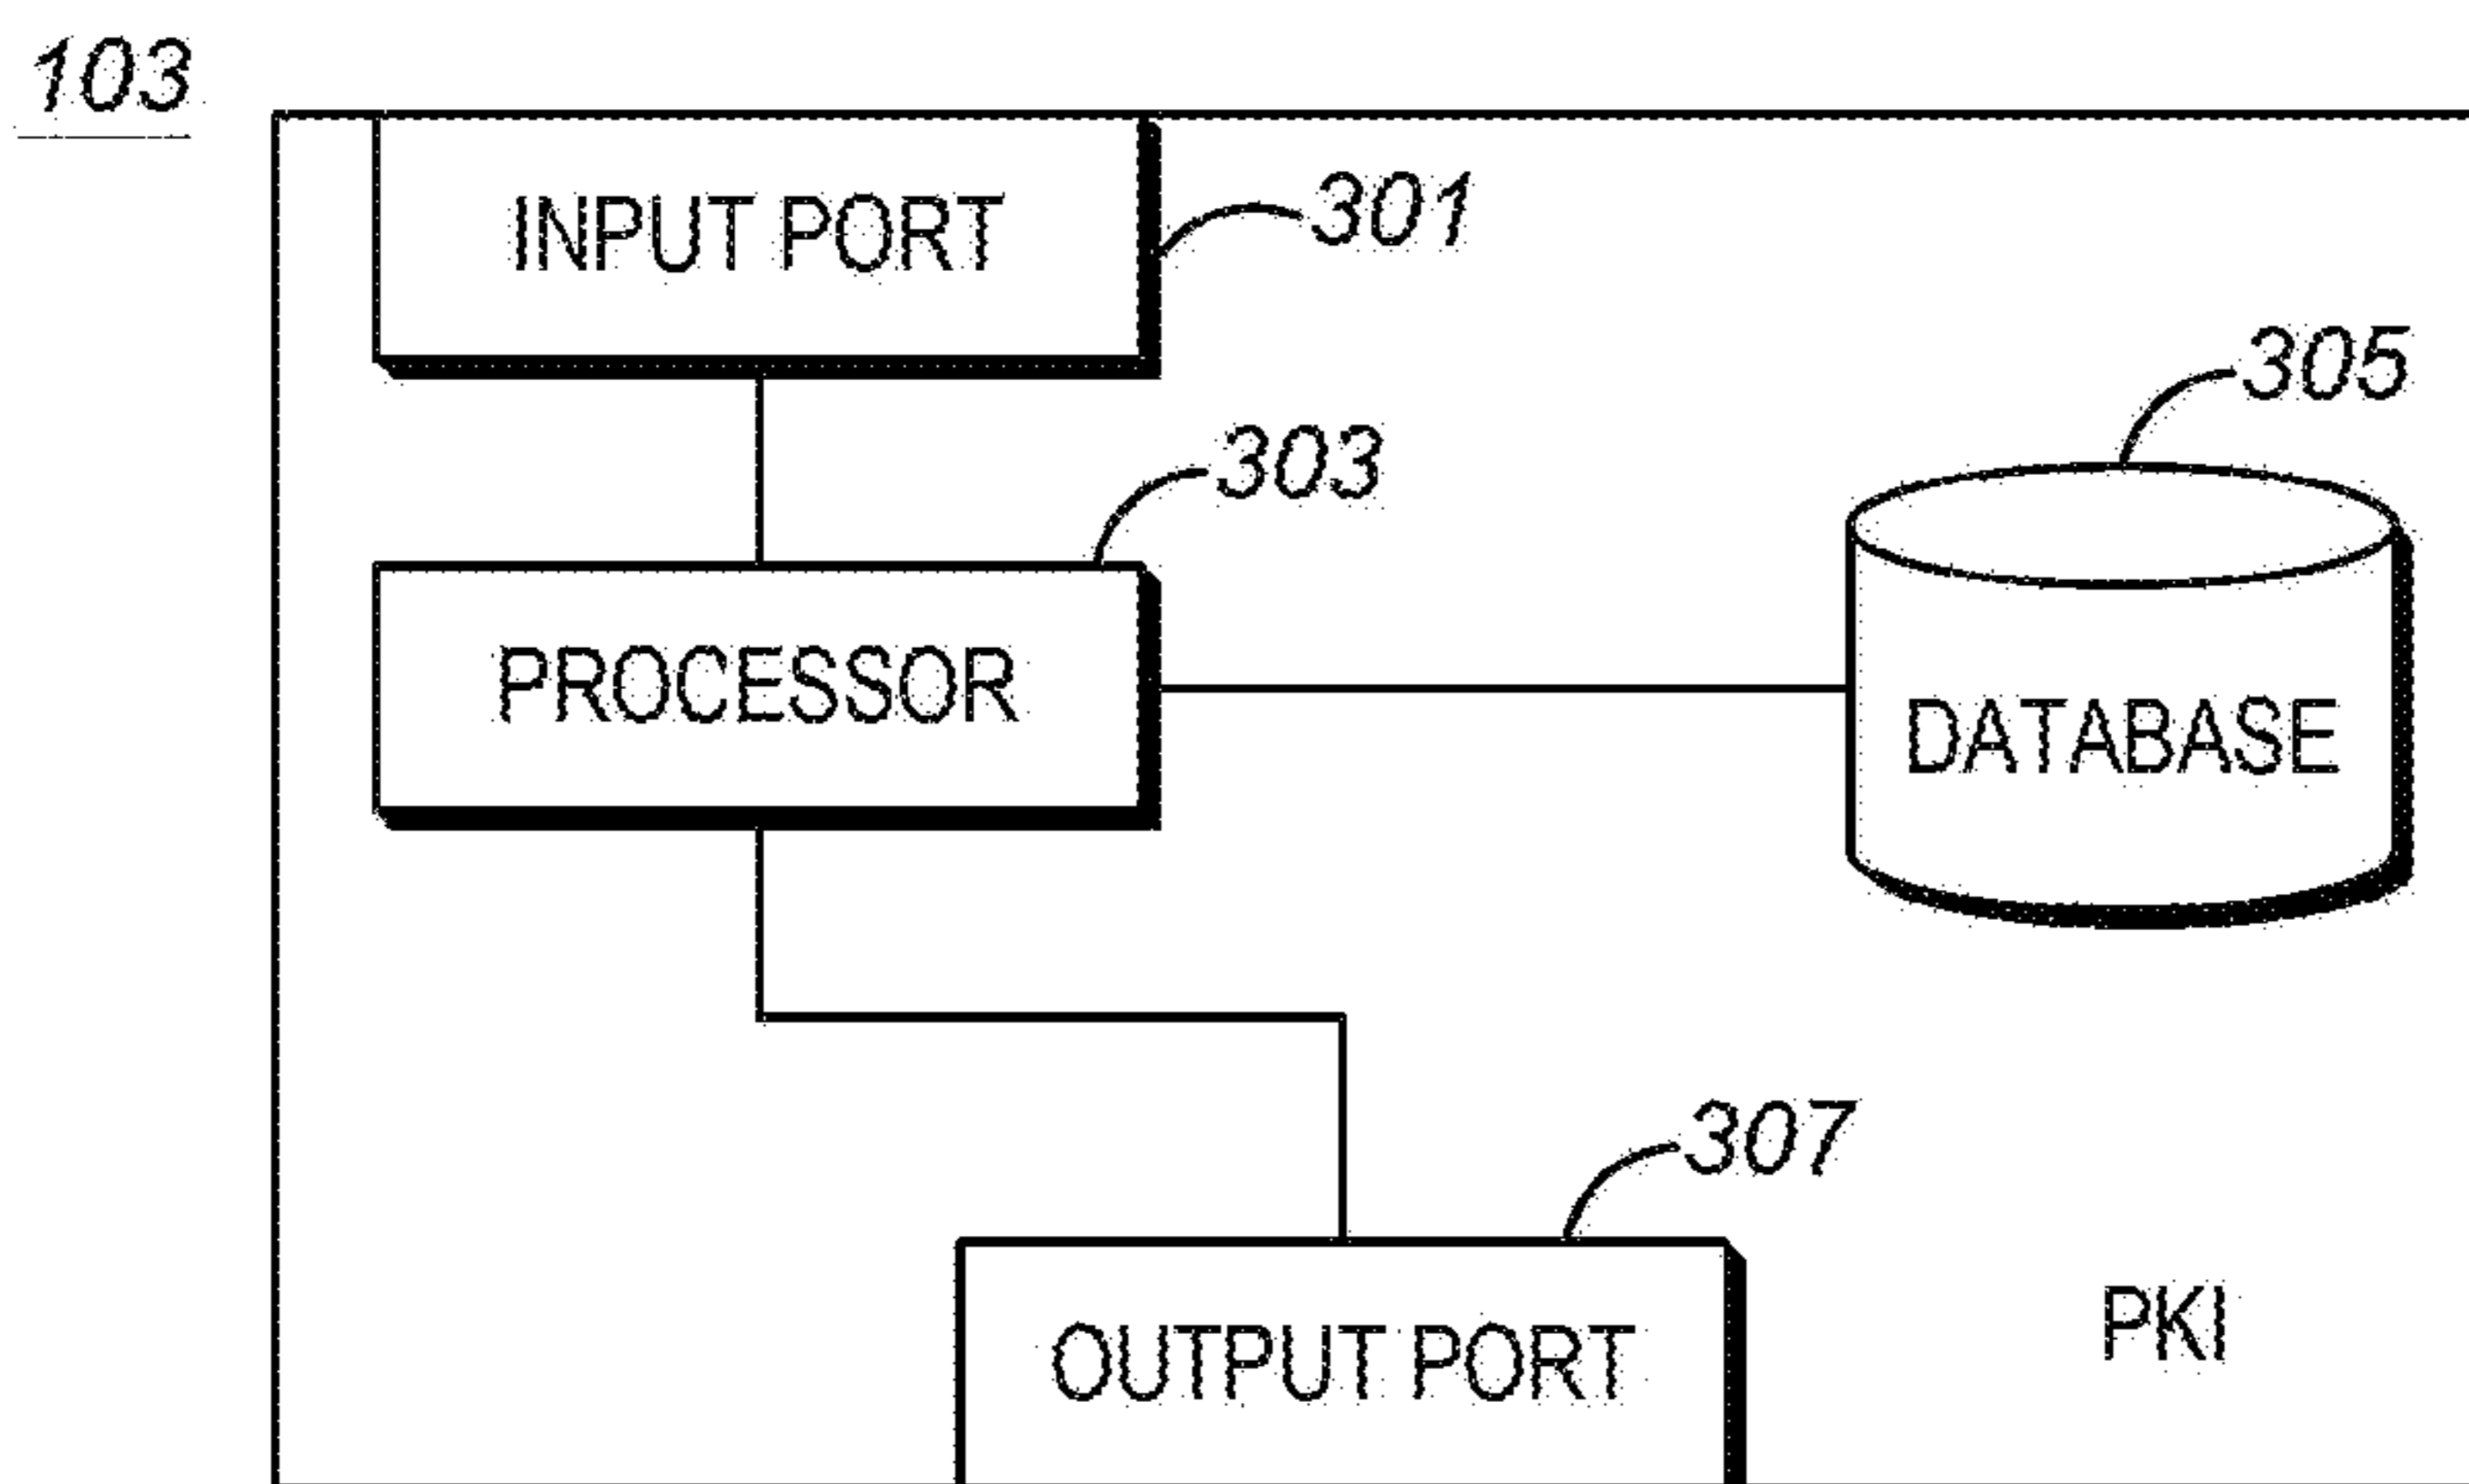 103
INPUT PORT
301
305
303
PROCESSOR
DATABASE
307
OUTPUT PORT
PKI